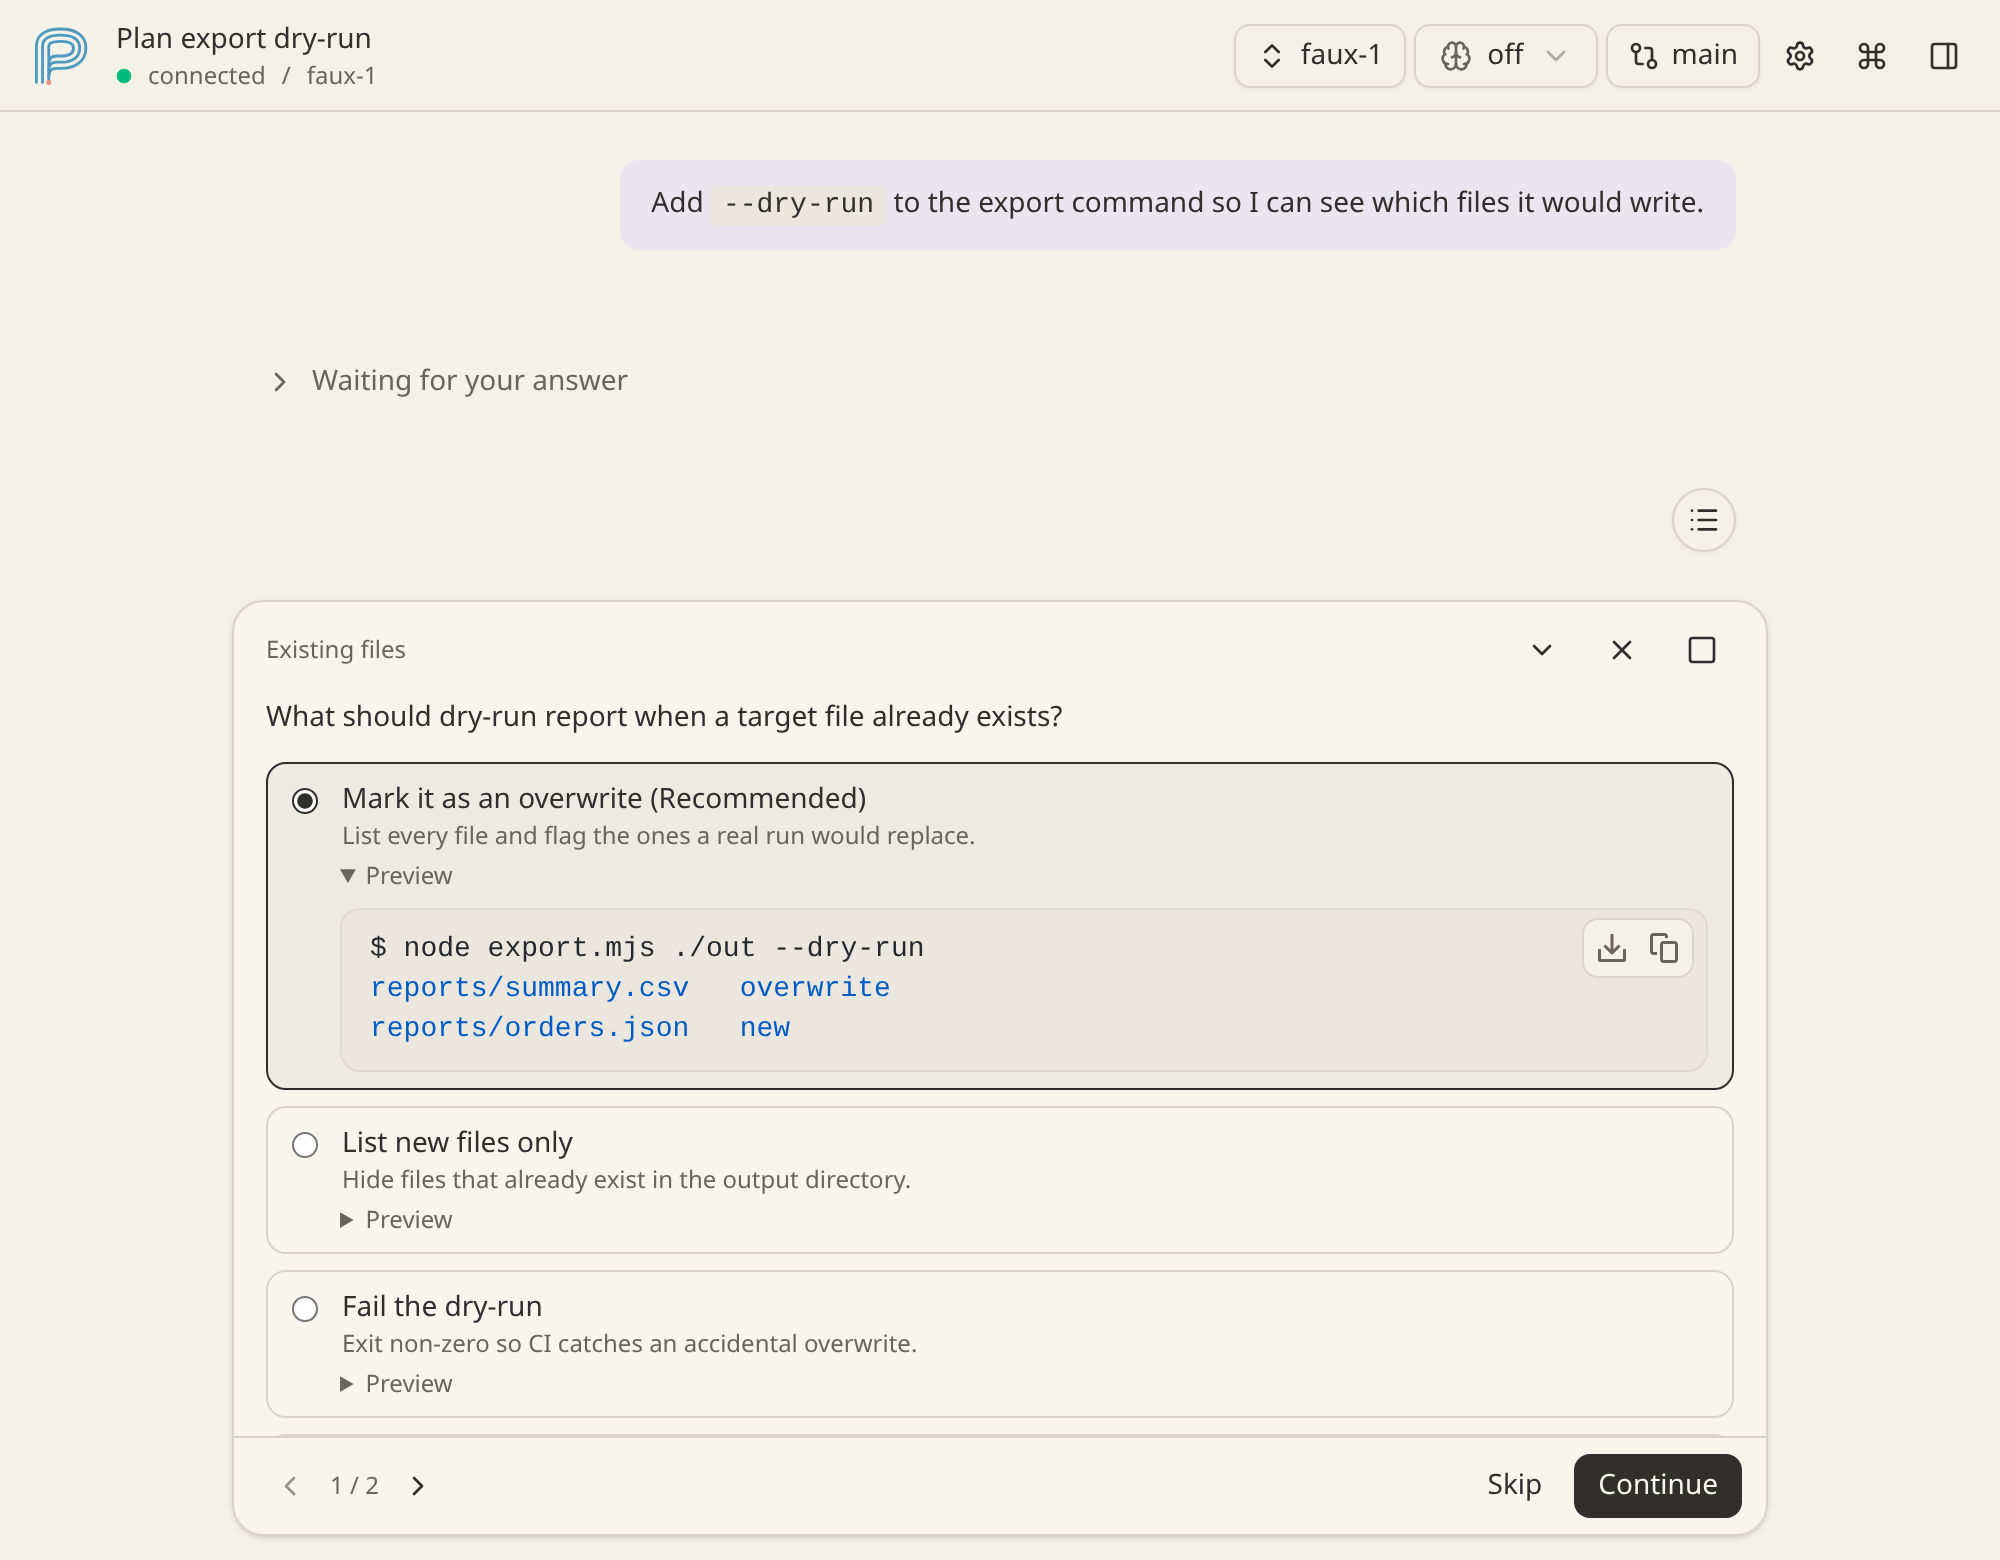 Plan export dry-run
connected / faux-1
faux-1
off
main
Add --dry-run to the export command so I can see which files it would write.
Waiting for your answer
Existing files
What should dry-run report when a target file already exists?
Mark it as an overwrite (Recommended)
List every file and flag the ones a real run would replace.
Preview
$ node export.mjs ./out --dry-run
reports/summary.csv   overwrite
reports/orders.json   new
List new files only
Hide files that already exist in the output directory.
Preview
Fail the dry-run
Exit non-zero so CI catches an accidental overwrite.
Preview
1 / 2
Skip
Continue